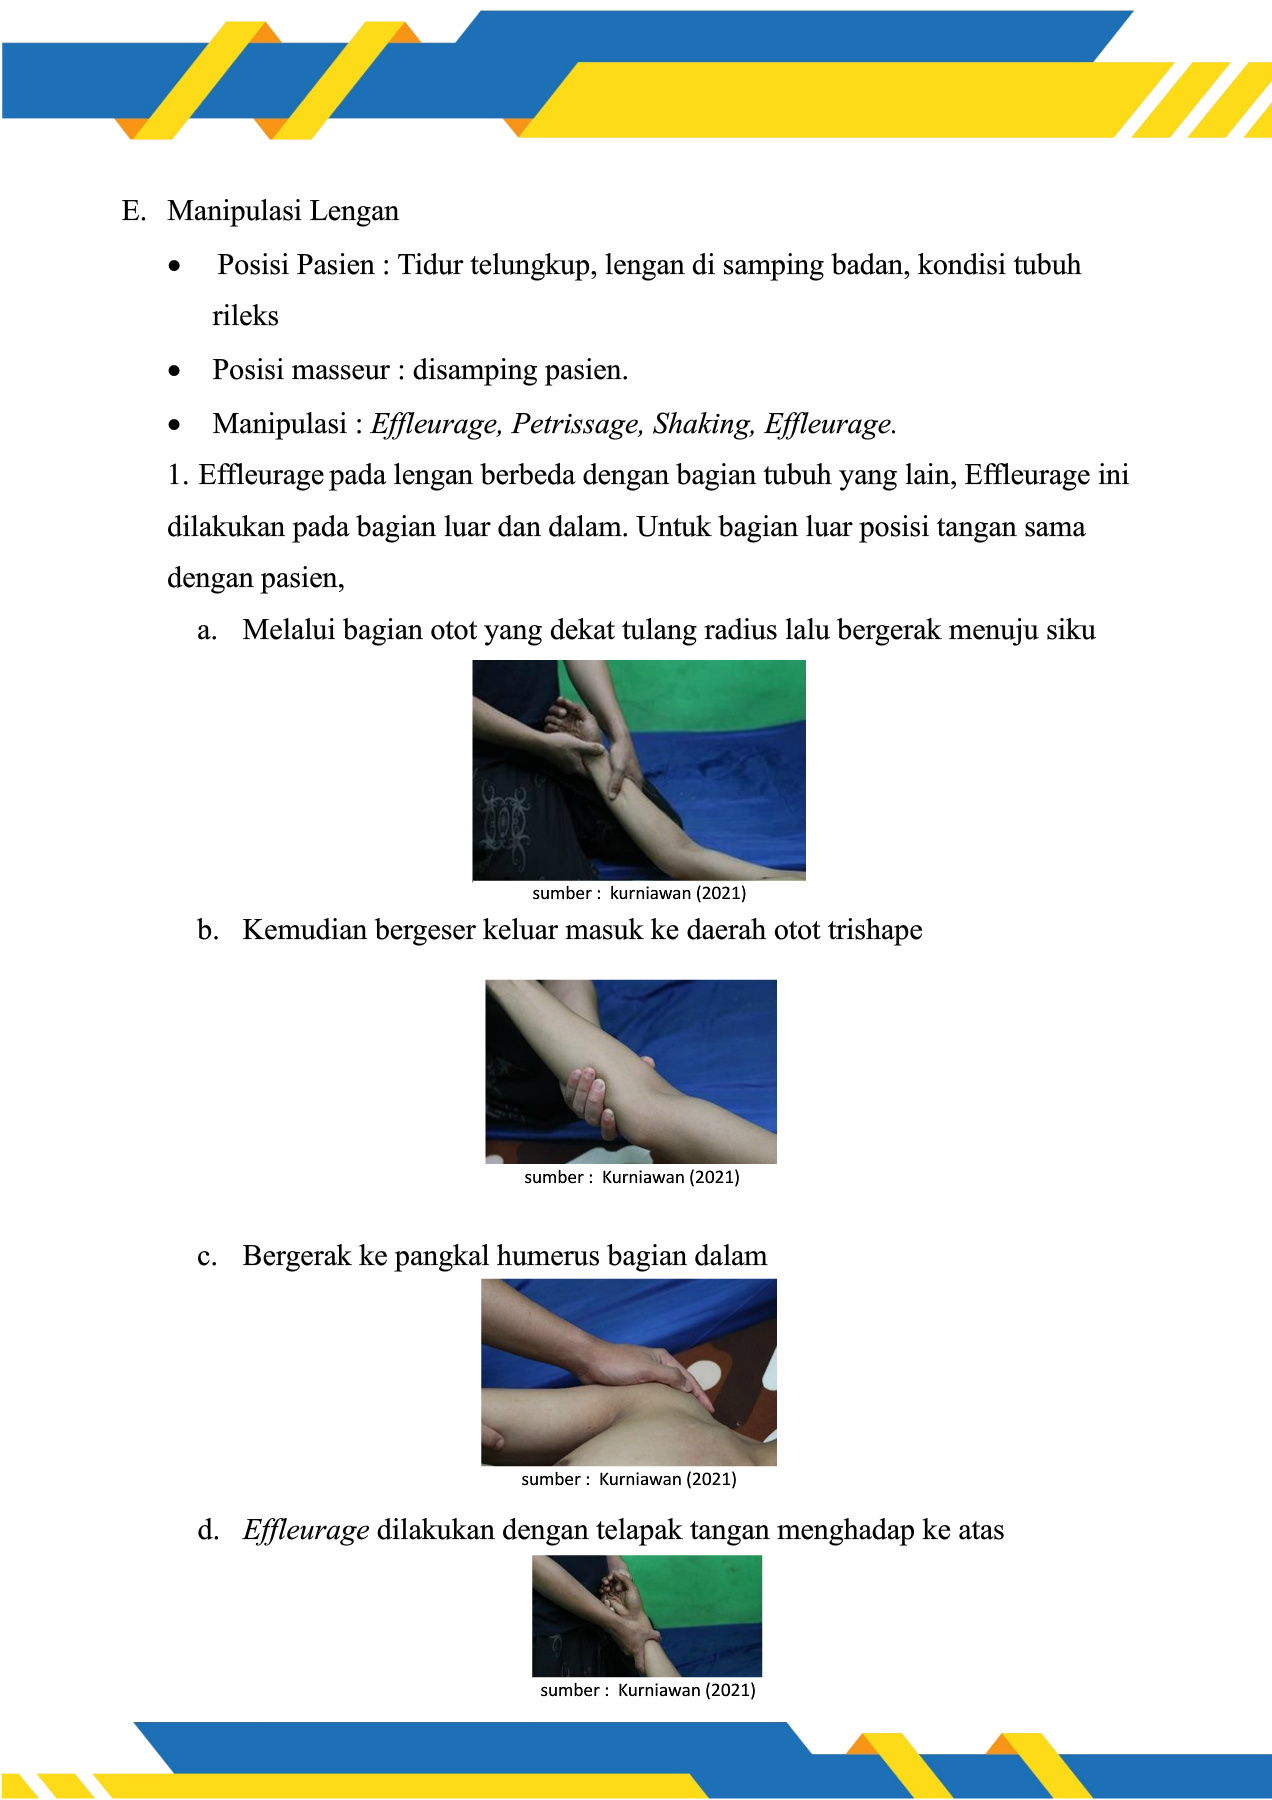 E. Manipulasi Lengan
• Posisi Pasien : Tidur telungkup, lengan di samping badan, kondisi tubuh
rileks
• Posisi masseur : disamping pasien.
• Manipulasi : Effleurage, Petrissage, Shaking, Effleurage.
1. Effleurage pada lengan berbeda dengan bagian tubuh yang lain, Effleurage ini
dilakukan pada bagian luar dan dalam. Untuk bagian luar posisi tangan sama
dengan pasien,
a. Melalui bagian otot yang dekat tulang radius lalu bergerak menuju siku
sumber : kurniawan (2021)
b. Kemudian bergeser keluar masuk ke daerah otot trishape
sumber : Kurniawan (2021)
c. Bergerak ke pangkal humerus bagian dalam
sumber : Kurniawan (2021)
d. Effleurage dilakukan dengan telapak tangan menghadap ke atas
sumber : Kurniawan (2021)